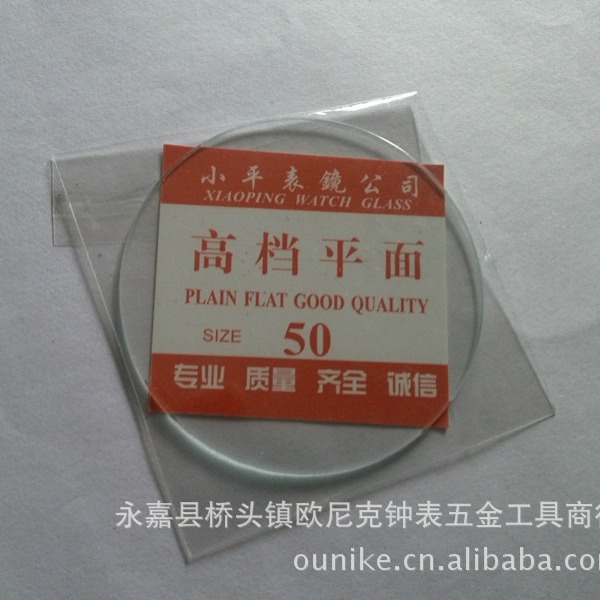 小平表鏡公司
XIAOPING WATCH GLASS
高档平面
PLAIN FLAT GOOD QUALITY
SIZE 50
专业 质量 齐全 诚信
永嘉县桥头镇欧尼克钟表五金工具商行
ounike.cn.alibaba.com